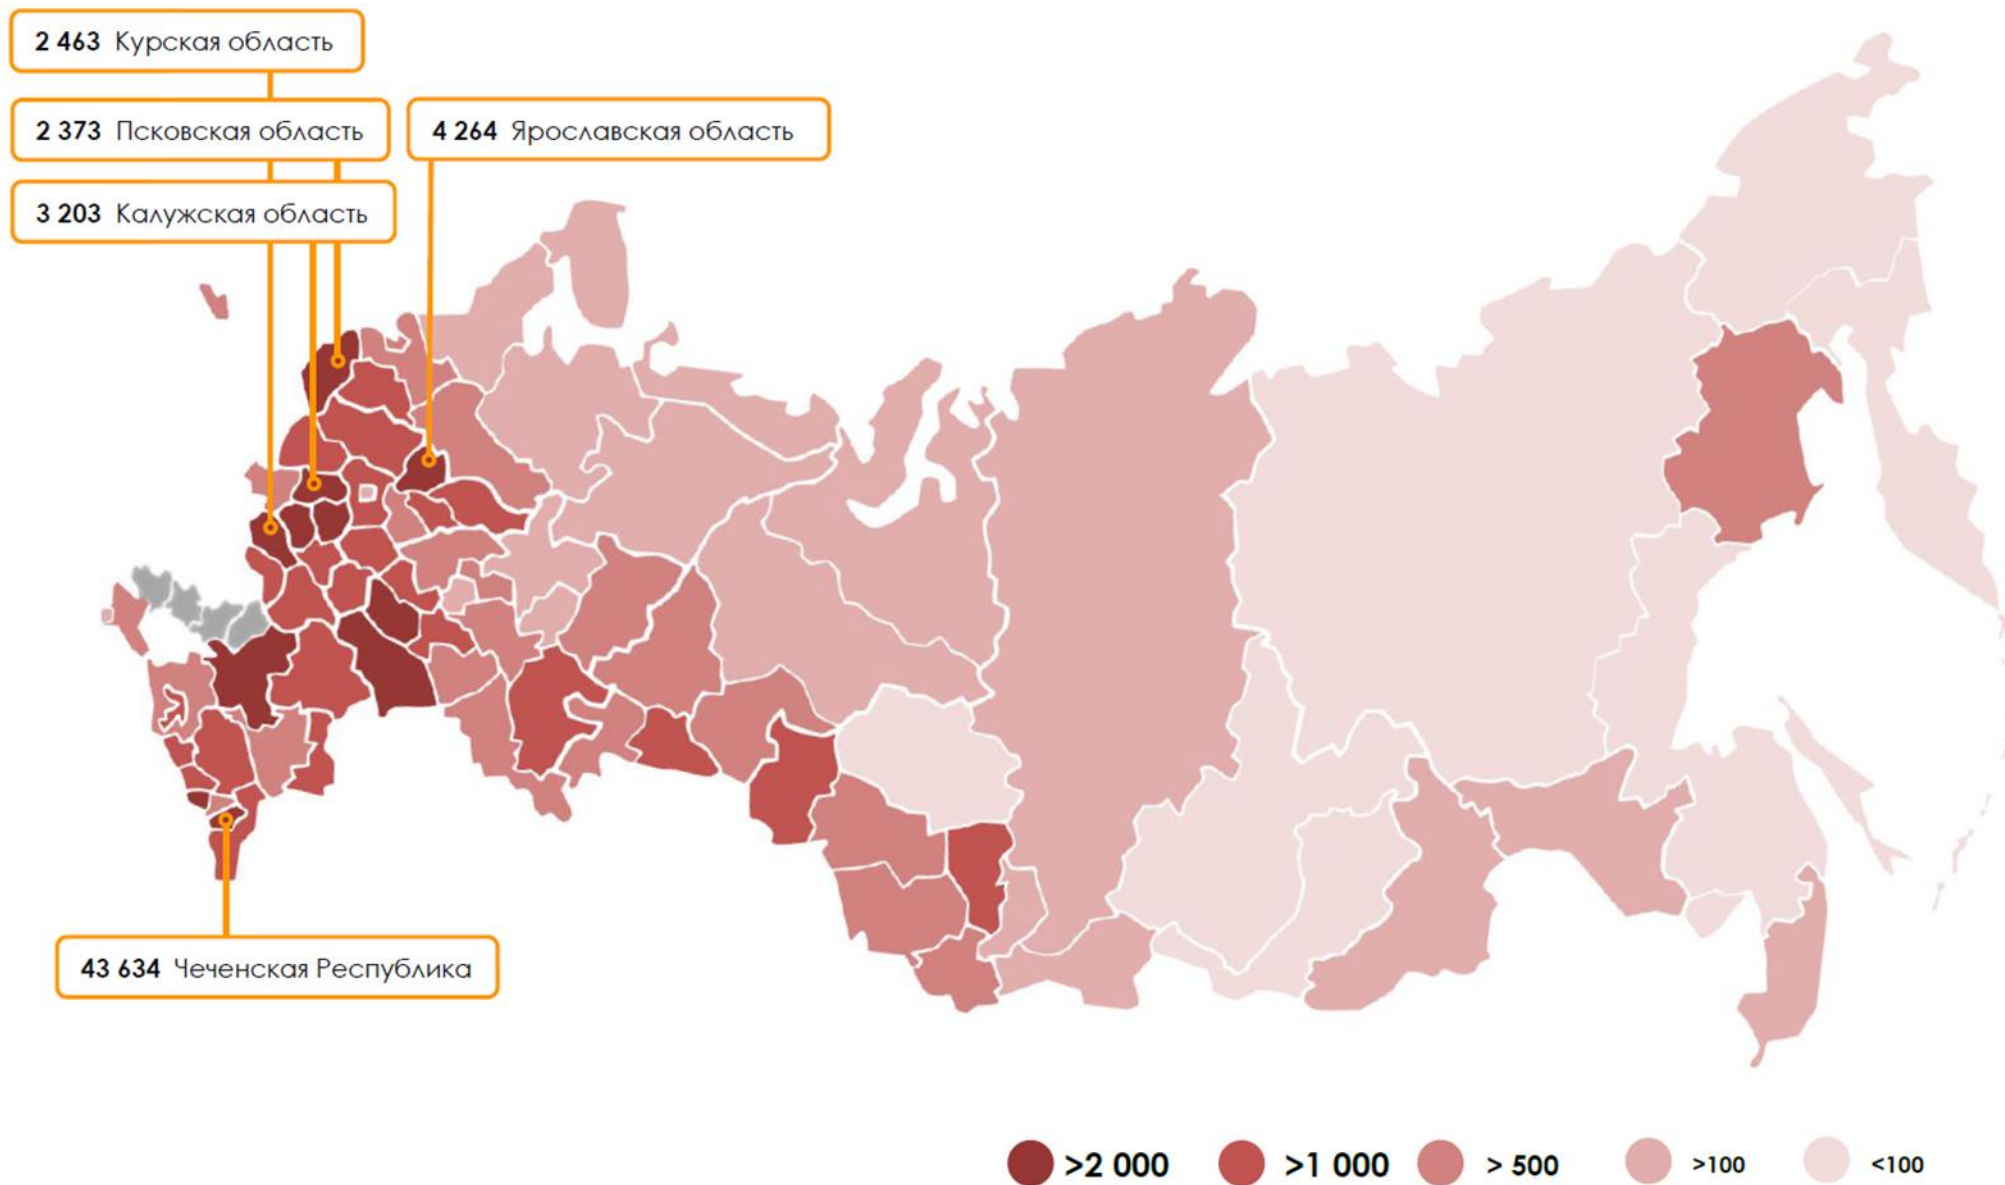 2 463 Курская область
2 373 Псковская область
4 264 Ярославская область
3 203 Калужская область
43 634 Чеченская Республика
>2 000
>1 000
> 500
>100
<100